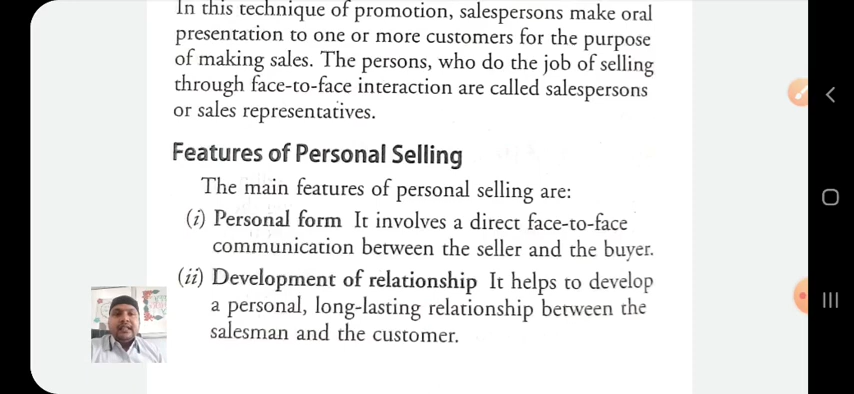 In this technique of promotion, salespersons make oral
presentation to one or more customers for the purpose
of making sales. The persons, who do the job of selling
through face-to-face interaction are called salespersons
or sales representatives.
Features of Personal Selling
The main features of personal selling are:
(i) Personal form It involves a direct face-to-face
communication between the seller and the buyer.
(ii) Development of relationship It helps to develop
a personal, long-lasting relationship between the
salesman and the customer.